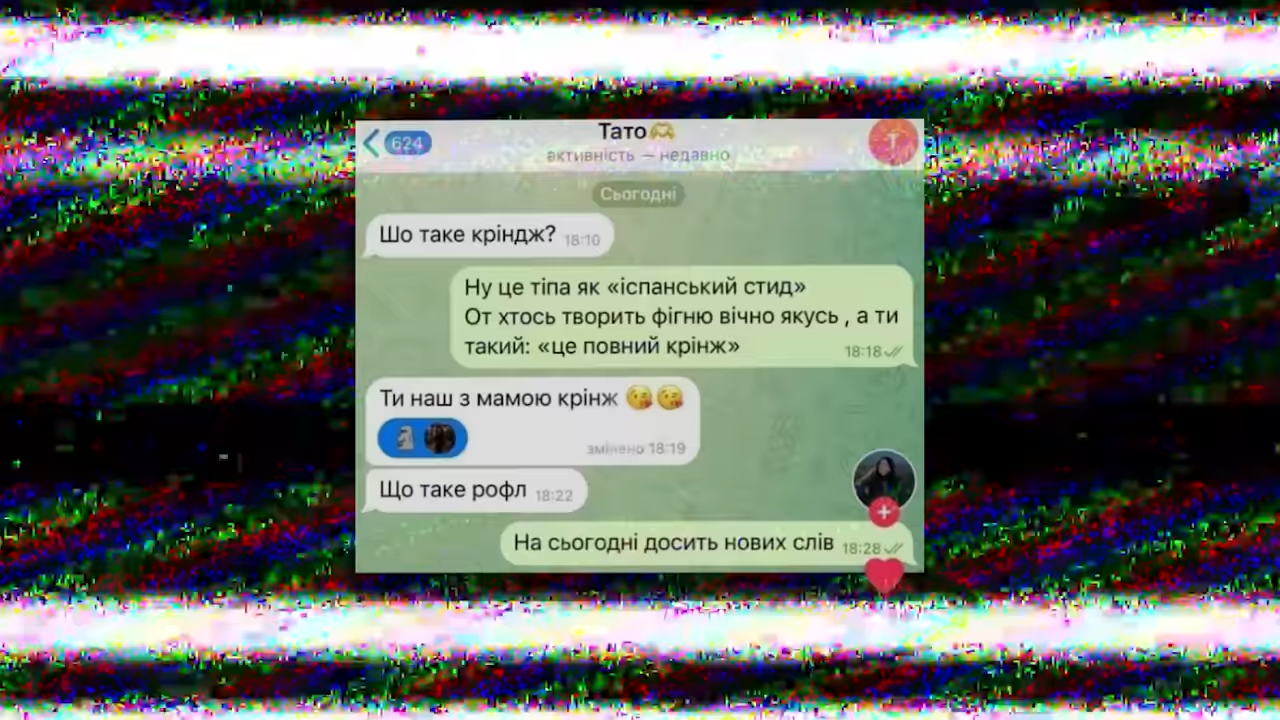 624
Тато🫶
активність — недавно
Сьогодні
Шо таке кріндж? 18:10
Ну це тіпа як «іспанський стид»
От хтось творить фігню вічно якусь , а ти
такий: «це повний крінж» 18:18
Ти наш з мамою крінж 😘😘
змінено 18:19
Що таке рофл 18:22
На сьогодні досить нових слів 18:28